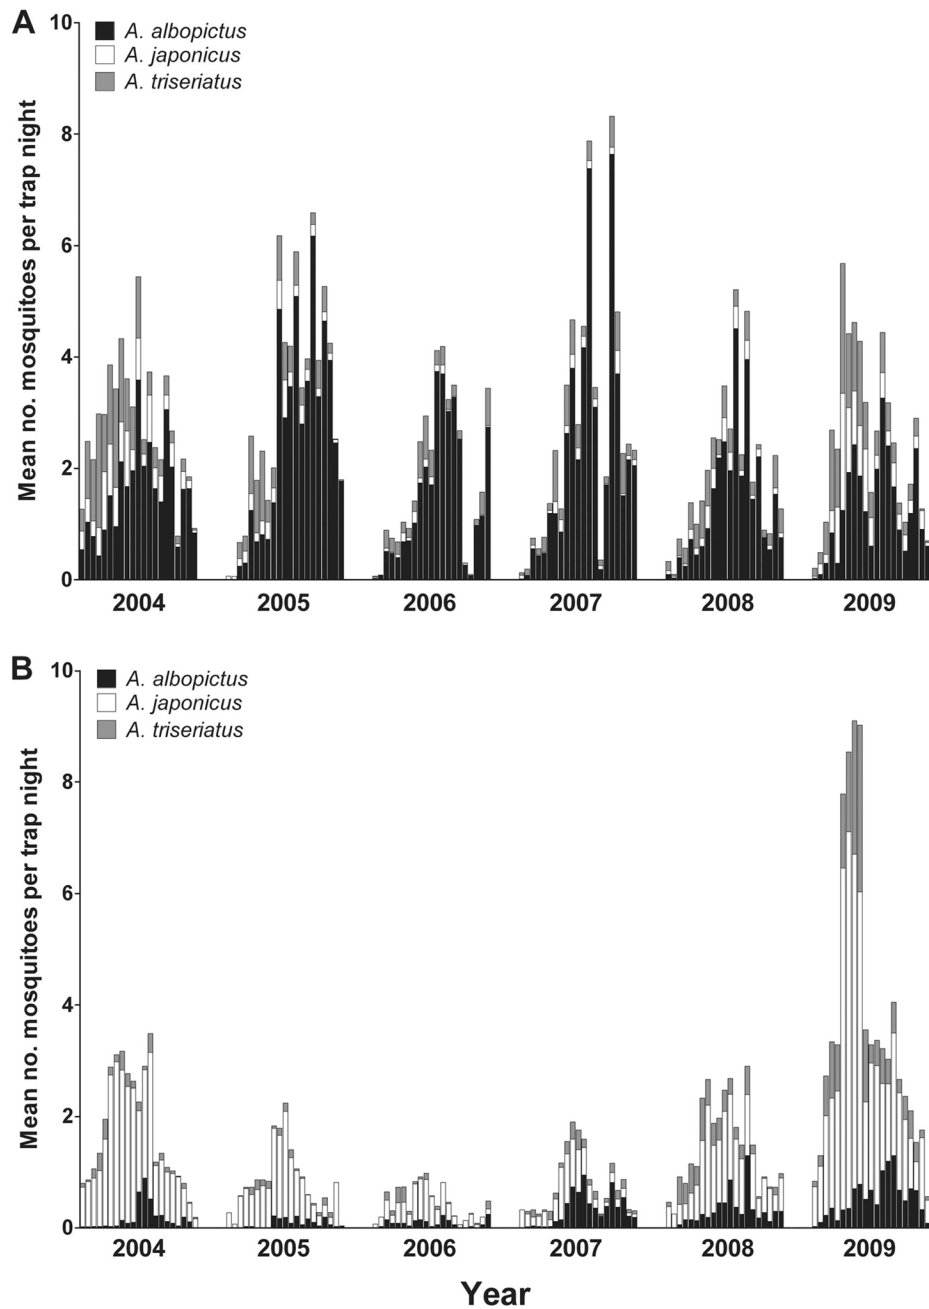 A
Mean no. mosquitoes per trap night
10
8
6
4
2
0
A. albopictus
A. japonicus
A. triseriatus
2004 2005 2006 2007 2008 2009
B
Mean no. mosquitoes per trap night
10
8
6
4
2
0
A. albopictus
A. japonicus
A. triseriatus
2004 2005 2006 2007 2008 2009
Year